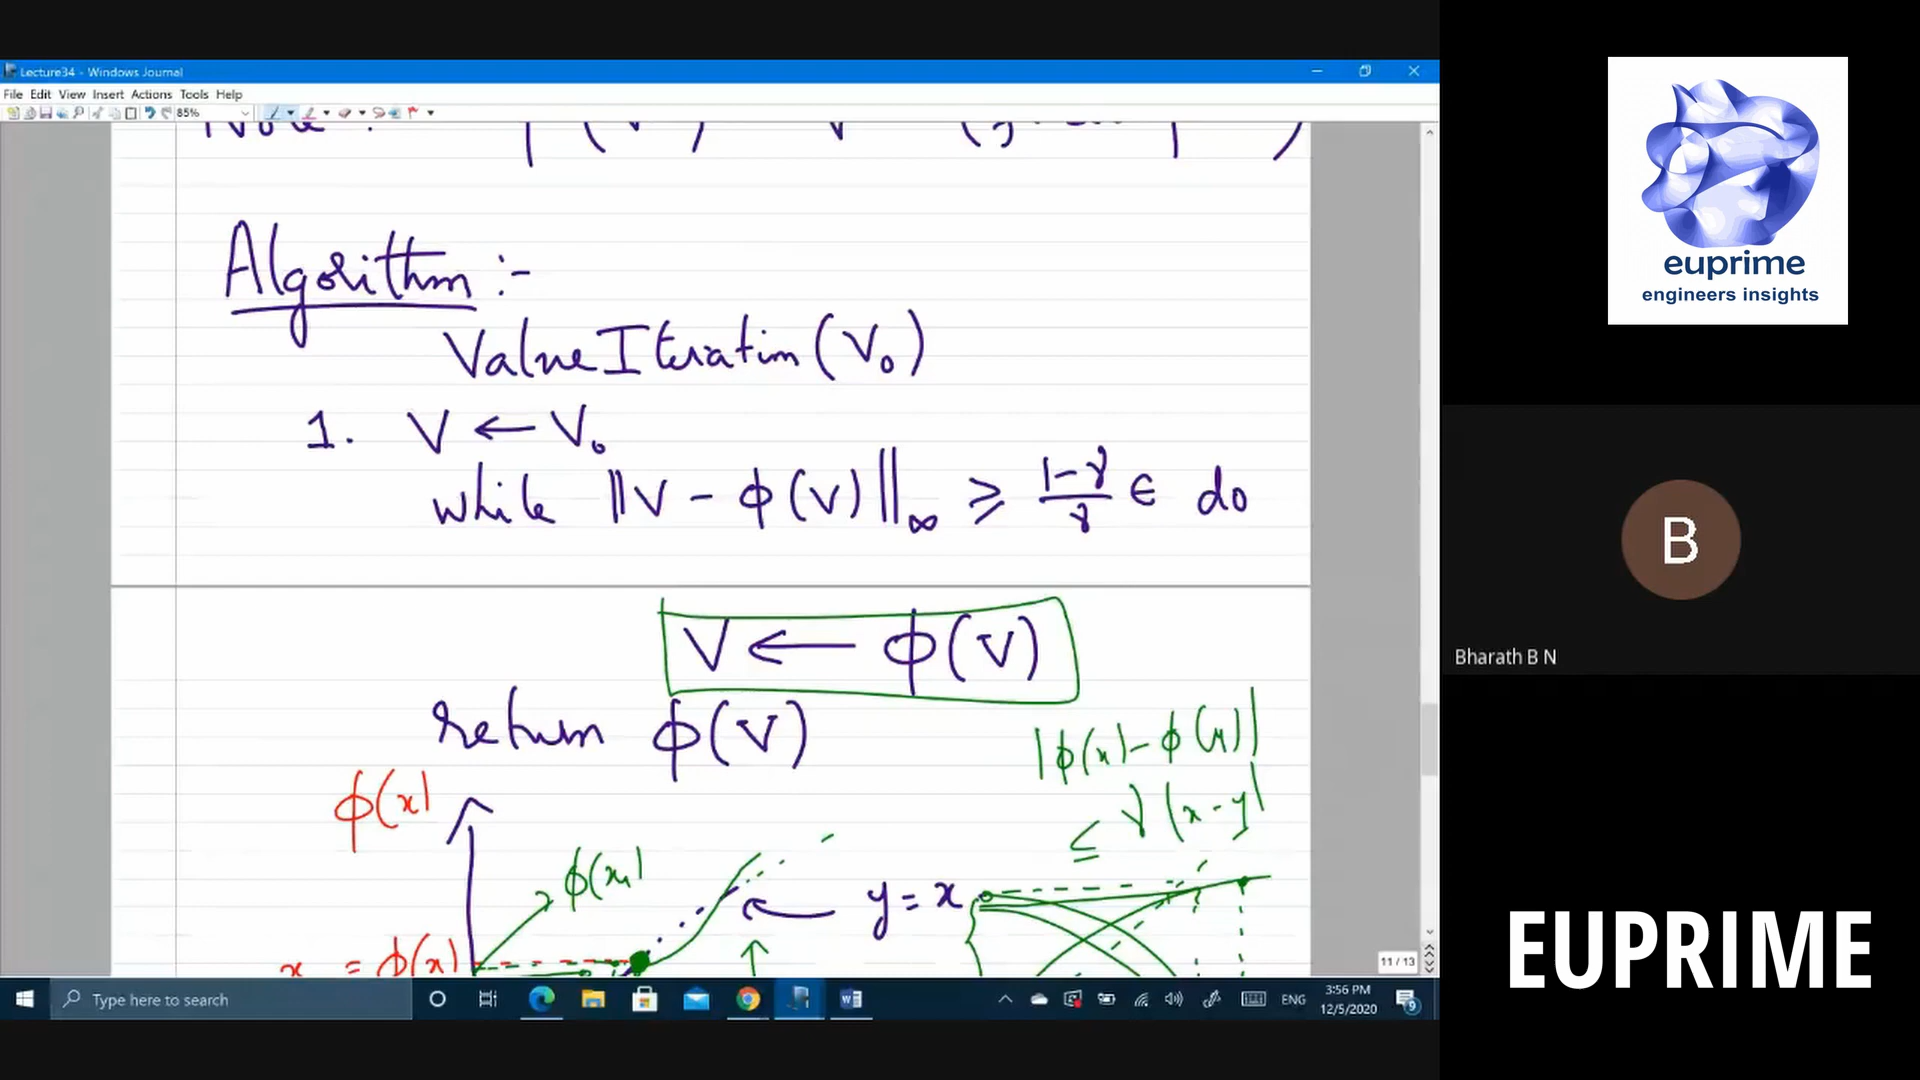 Lecture34 - Windows Journal
File Edit View Insert Actions Tools Help
85%
Algorithm :-
ValueIteration (V₀)
1. V ← V₀
while ||V - ϕ(V)||∞ ≥ (1-γ)/γ ϵ do
V ← ϕ(V)
return ϕ(V)
|ϕ(x) - ϕ(y)|
≤ γ |x-y|
ϕ(x)
ϕ(x)
y = x
x = ϕ(x)
11 / 13
Type here to search
ENG
3:56 PM
12/5/2020
9
euprime
engineers insights
B
Bharath B N
EUPRIME